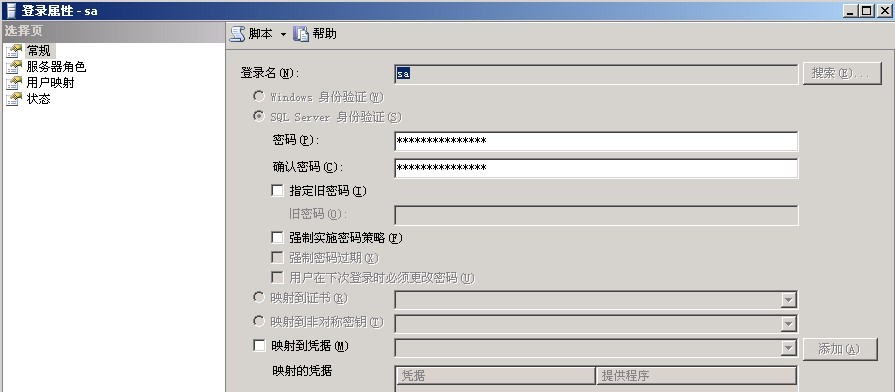 登录属性 - sa
选择页
常规
服务器角色
用户映射
状态
脚本 帮助
登录名(N): sa 搜索(E)...
Windows 身份验证(W)
SQL Server 身份验证(S)
密码(P): ***************
确认密码(C): ***************
指定旧密码(I)
旧密码(O):
强制实施密码策略(F)
强制密码过期(X)
用户在下次登录时必须更改密码(U)
映射到证书(R)
映射到非对称密钥(T)
映射到凭据(M) 添加(A)
映射的凭据 凭据 提供程序